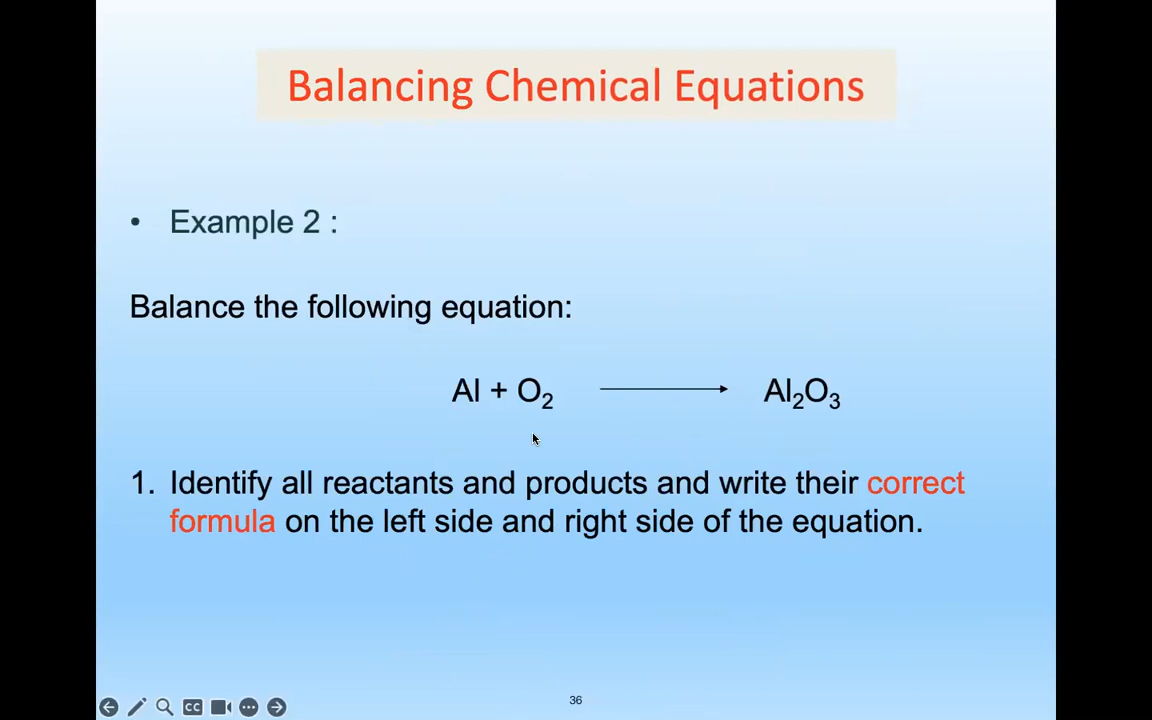 Balancing Chemical Equations
• Example 2 :
Balance the following equation:
Al + O₂ ⟶ Al₂O₃
1. Identify all reactants and products and write their correct
formula on the left side and right side of the equation.
CC
36